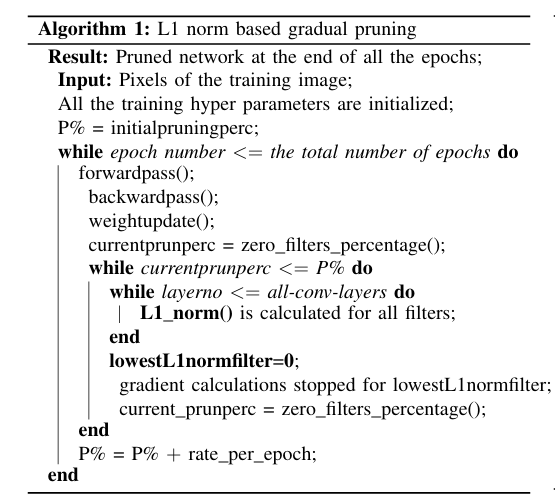 Algorithm 1: L1 norm based gradual pruning
Result: Pruned network at the end of all the epochs;
Input: Pixels of the training image;
All the training hyper parameters are initialized;
P% = initialpruningperc;
while epoch number <= the total number of epochs do
forwardpass();
backwardpass();
weightupdate();
currentprunperc = zero_filters_percentage();
while currentprunperc <= P% do
while layerno <= all-conv-layers do
L1_norm() is calculated for all filters;
end
lowestL1normfilter=0;
gradient calculations stopped for lowestL1normfilter;
current_prunperc = zero_filters_percentage();
end
P% = P% + rate_per_epoch;
end